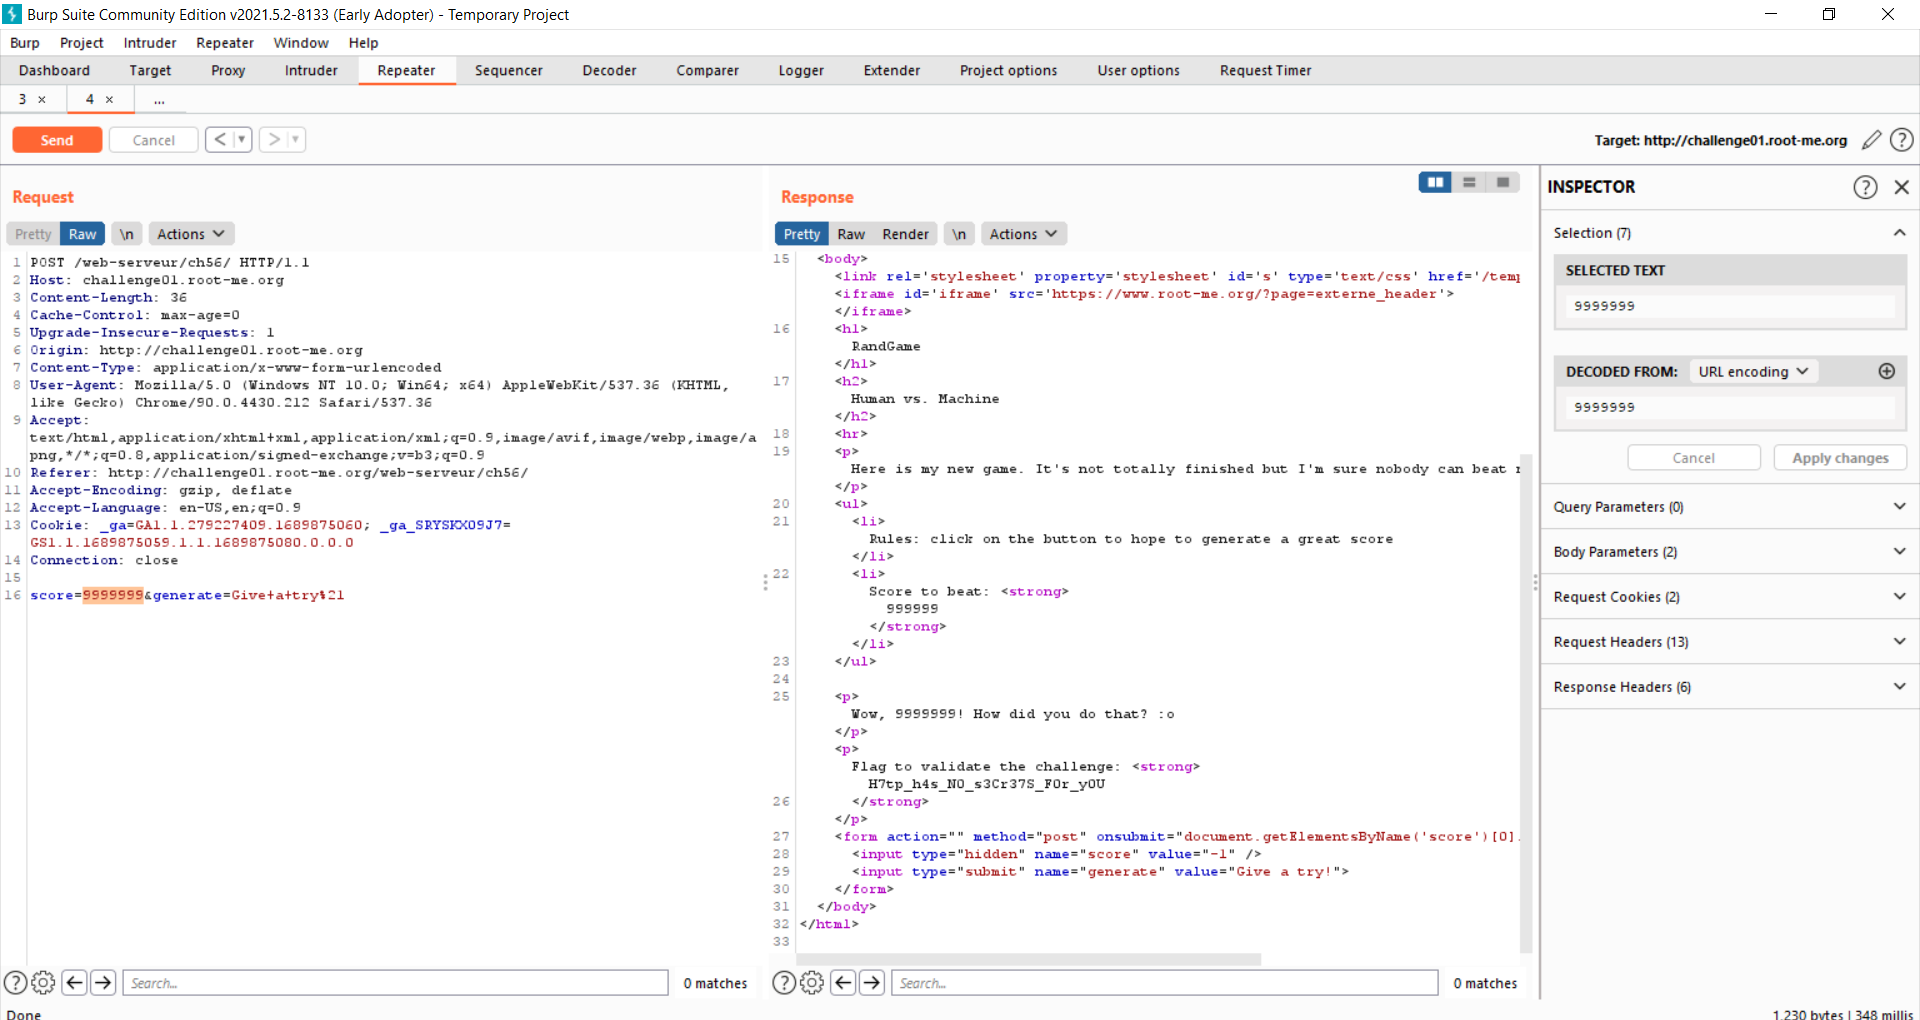 Burp Suite Community Edition v2021.5.2-8133 (Early Adopter) - Temporary Project
Burp Project Intruder Repeater Window Help
Dashboard Target Proxy Intruder Repeater Sequencer Decoder Comparer Logger Extender Project options User options Request Timer
3 × 4 × ...
Send Cancel < > Target: http://challenge01.root-me.org ?
Request
Pretty Raw \n Actions
1 POST /web-serveur/ch56/ HTTP/1.1
2 Host: challenge01.root-me.org
3 Content-Length: 36
4 Cache-Control: max-age=0
5 Upgrade-Insecure-Requests: 1
6 Origin: http://challenge01.root-me.org
7 Content-Type: application/x-www-form-urlencoded
8 User-Agent: Mozilla/5.0 (Windows NT 10.0; Win64; x64) AppleWebKit/537.36 (KHTML,
like Gecko) Chrome/90.0.4430.212 Safari/537.36
9 Accept:
text/html,application/xhtml+xml,application/xml;q=0.9,image/avif,image/webp,image/a
png,*/*;q=0.8,application/signed-exchange;v=b3;q=0.9
10 Referer: http://challenge01.root-me.org/web-serveur/ch56/
11 Accept-Encoding: gzip, deflate
12 Accept-Language: en-US,en;q=0.9
13 Cookie: _ga=GA1.1.279227409.1689875060; _ga_SRYSKX09J7=
GS1.1.1689875059.1.1.1689875080.0.0.0
14 Connection: close
15
16 score=9999999&generate=Give+a+try%21
? Search... 0 matches
Response
Pretty Raw Render \n Actions
15 <body>
<link rel='stylesheet' property='stylesheet' id='s' type='text/css' href='/temp
<iframe id='iframe' src='https://www.root-me.org/?page=externe_header'>
</iframe>
16 <h1>
RandGame
</h1>
17 <h2>
Human vs. Machine
</h2>
18 <hr>
19 <p>
Here is my new game. It's not totally finished but I'm sure nobody can beat
</p>
20 <ul>
21 <li>
Rules: click on the button to hope to generate a great score
</li>
22 <li>
Score to beat: <strong>
999999
</strong>
</li>
23 </ul>
24
25 <p>
Wow, 9999999! How did you do that? :o
</p>
<p>
Flag to validate the challenge: <strong>
H7tp_h4s_N0_s3Cr37S_F0r_y0U
26 </strong>
</p>
27 <form action="" method="post" onsubmit="document.getElementsByName('score')[0].
28 <input type="hidden" name="score" value="-1" />
29 <input type="submit" name="generate" value="Give a try!">
30 </form>
31 </body>
32 </html>
33
? Search... 0 matches
INSPECTOR ?
Selection (7)
SELECTED TEXT
9999999
DECODED FROM: URL encoding
9999999
Cancel Apply changes
Query Parameters (0)
Body Parameters (2)
Request Cookies (2)
Request Headers (13)
Response Headers (6)
Done 1,230 bytes | 348 millis